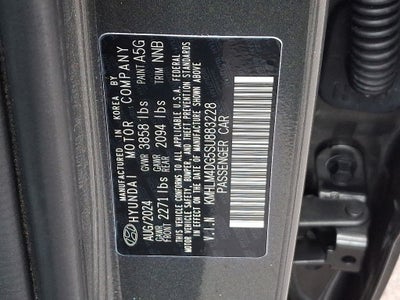 MANUFACTURED IN KOREA BY
HYUNDAI MOTOR COMPANY
AUG/2024 GVWR 3858 lbs PAINT A5G
GAWR FRONT 2271 lbs GAWR REAR 2094 lbs TRIM NNB
THIS VEHICLE CONFORMS TO ALL APPLICABLE U.S.A. FEDERAL
MOTOR VEHICLE SAFETY, BUMPER, AND THEFT PREVENTION STANDARDS
IN EFFECT ON THE DATE OF MANUFACTURE SHOWN ABOVE.
V.I.N KMHLM4DG5SU883228
PASSENGER CAR